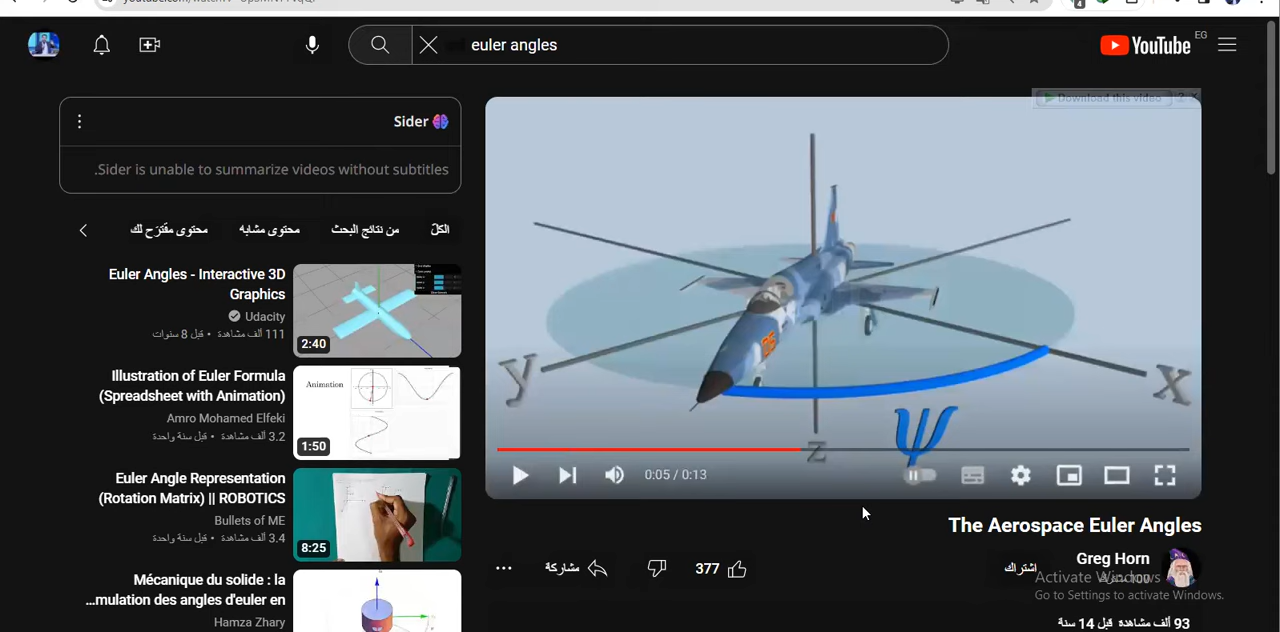 euler angles
YouTube EG
Download this video
Sider
Sider is unable to summarize videos without subtitles.
الكل
من نتائج البحث
محتوى مشابه
محتوى مقترح لك
Euler Angles - Interactive 3D
Graphics
Udacity
111 ألف مشاهدة • قبل 8 سنوات
2:40
Illustration of Euler Formula
(Spreadsheet with Animation)
Amro Mohamed Elfeki
3.2 ألف مشاهدة • قبل سنة واحدة
Animation
1:50
Euler Angle Representation
(Rotation Matrix) || ROBOTICS
Bullets of ME
3.4 ألف مشاهدة • قبل سنة واحدة
8:25
Mécanique du solide : la
...mulation des angles d'euler en
Hamza Zhary
05
y
x
z
ψ
0:05 / 0:13
The Aerospace Euler Angles
Greg Horn
اشتراك
377
مشاركة
Activate Windows
Go to Settings to activate Windows.
93 ألف مشاهدة قبل 14 سنة